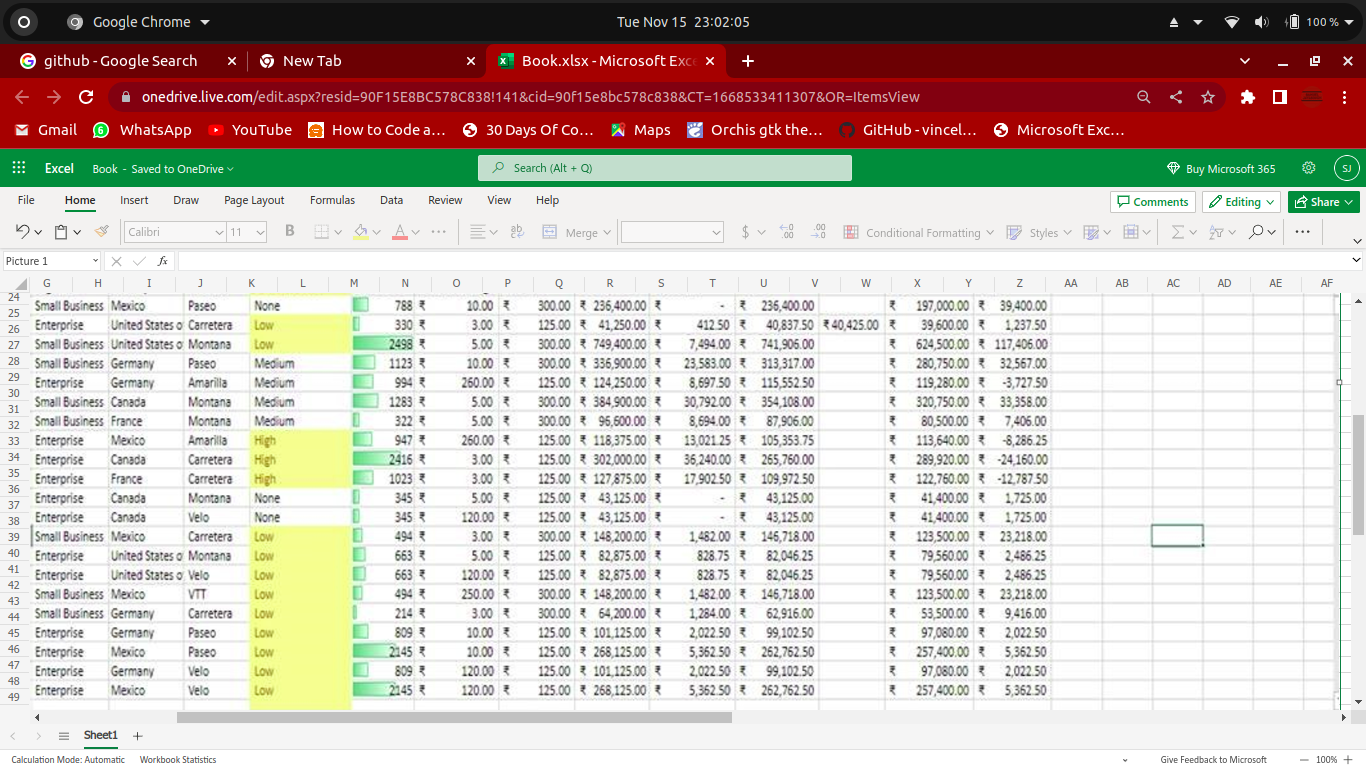 Google Chrome Tue Nov 15 23:02:05 100 %
github - Google Search New Tab Book.xlsx - Microsoft Exc
onedrive.live.com/edit.aspx?resid=90F15E8BC578C838!141&cid=90f15e8bc578c838&CT=1668533411307&OR=ItemsView
Gmail WhatsApp YouTube How to Code a... 30 Days Of Co... Maps Orchis gtk the... GitHub - vincel... Microsoft Exc...
Excel Book - Saved to OneDrive Search (Alt + Q) Buy Microsoft 365 SJ
File Home Insert Draw Page Layout Formulas Data Review View Help Comments Editing Share
Calibri 11 B A Merge $ Conditional Formatting Styles
Picture 1 fx
G H I J K L M N O P Q R S T U V W X Y Z AA AB AC AD AE AF
24 Small Business Mexico Paseo None 788 ₹ 10.00 ₹ 300.00 ₹ 236,400.00 ₹ - ₹ 236,400.00 ₹ 197,000.00 ₹ 39,400.00
25
26 Enterprise United States o Carretera Low 330 ₹ 3.00 ₹ 125.00 ₹ 41,250.00 ₹ 412.50 ₹ 40,837.50 ₹ 40,425.00 ₹ 39,600.00 ₹ 1,237.50
27 Small Business United States o Montana Low 2498 ₹ 5.00 ₹ 300.00 ₹ 749,400.00 ₹ 7,494.00 ₹ 741,906.00 ₹ 624,500.00 ₹ 117,406.00
28 Small Business Germany Paseo Medium 1123 ₹ 10.00 ₹ 300.00 ₹ 336,900.00 ₹ 23,583.00 ₹ 313,317.00 ₹ 280,750.00 ₹ 32,567.00
29 Enterprise Germany Amarilla Medium 994 ₹ 260.00 ₹ 125.00 ₹ 124,250.00 ₹ 8,697.50 ₹ 115,552.50 ₹ 119,280.00 ₹ -3,727.50
30 Small Business Canada Montana Medium 1283 ₹ 5.00 ₹ 300.00 ₹ 384,900.00 ₹ 30,792.00 ₹ 354,108.00 ₹ 320,750.00 ₹ 33,358.00
31
32 Small Business France Montana Medium 322 ₹ 5.00 ₹ 300.00 ₹ 96,600.00 ₹ 8,694.00 ₹ 87,906.00 ₹ 80,500.00 ₹ 7,406.00
33 Enterprise Mexico Amarilla High 947 ₹ 260.00 ₹ 125.00 ₹ 118,375.00 ₹ 13,021.25 ₹ 105,353.75 ₹ 113,640.00 ₹ -8,286.25
34 Enterprise Canada Carretera High 2416 ₹ 3.00 ₹ 125.00 ₹ 302,000.00 ₹ 36,240.00 ₹ 265,760.00 ₹ 289,920.00 ₹ -24,160.00
35 Enterprise France Carretera High 1023 ₹ 3.00 ₹ 125.00 ₹ 127,875.00 ₹ 17,902.50 ₹ 109,972.50 ₹ 122,760.00 ₹ -12,787.50
36 Enterprise Canada Montana None 345 ₹ 5.00 ₹ 125.00 ₹ 43,125.00 ₹ - ₹ 43,125.00 ₹ 41,400.00 ₹ 1,725.00
37
38 Enterprise Canada Velo None 345 ₹ 120.00 ₹ 125.00 ₹ 43,125.00 ₹ - ₹ 43,125.00 ₹ 41,400.00 ₹ 1,725.00
39 Small Business Mexico Carretera Low 494 ₹ 3.00 ₹ 300.00 ₹ 148,200.00 ₹ 1,482.00 ₹ 146,718.00 ₹ 123,500.00 ₹ 23,218.00
40 Enterprise United States o Montana Low 663 ₹ 5.00 ₹ 125.00 ₹ 82,875.00 ₹ 828.75 ₹ 82,046.25 ₹ 79,560.00 ₹ 2,486.25
41 Enterprise United States o Velo Low 663 ₹ 120.00 ₹ 125.00 ₹ 82,875.00 ₹ 828.75 ₹ 82,046.25 ₹ 79,560.00 ₹ 2,486.25
42 Small Business Mexico VTT Low 494 ₹ 250.00 ₹ 300.00 ₹ 148,200.00 ₹ 1,482.00 ₹ 146,718.00 ₹ 123,500.00 ₹ 23,218.00
43
44 Small Business Germany Carretera Low 214 ₹ 3.00 ₹ 300.00 ₹ 64,200.00 ₹ 1,284.00 ₹ 62,916.00 ₹ 53,500.00 ₹ 9,416.00
45 Enterprise Germany Paseo Low 809 ₹ 10.00 ₹ 125.00 ₹ 101,125.00 ₹ 2,022.50 ₹ 99,102.50 ₹ 97,080.00 ₹ 2,022.50
46 Enterprise Mexico Paseo Low 2145 ₹ 10.00 ₹ 125.00 ₹ 268,125.00 ₹ 5,362.50 ₹ 262,762.50 ₹ 257,400.00 ₹ 5,362.50
47 Enterprise Germany Velo Low 809 ₹ 120.00 ₹ 125.00 ₹ 101,125.00 ₹ 2,022.50 ₹ 99,102.50 ₹ 97,080.00 ₹ 2,022.50
48 Enterprise Mexico Velo Low 2145 ₹ 120.00 ₹ 125.00 ₹ 268,125.00 ₹ 5,362.50 ₹ 262,762.50 ₹ 257,400.00 ₹ 5,362.50
49
Sheet1
Calculation Mode: Automatic Workbook Statistics Give Feedback to Microsoft 100%